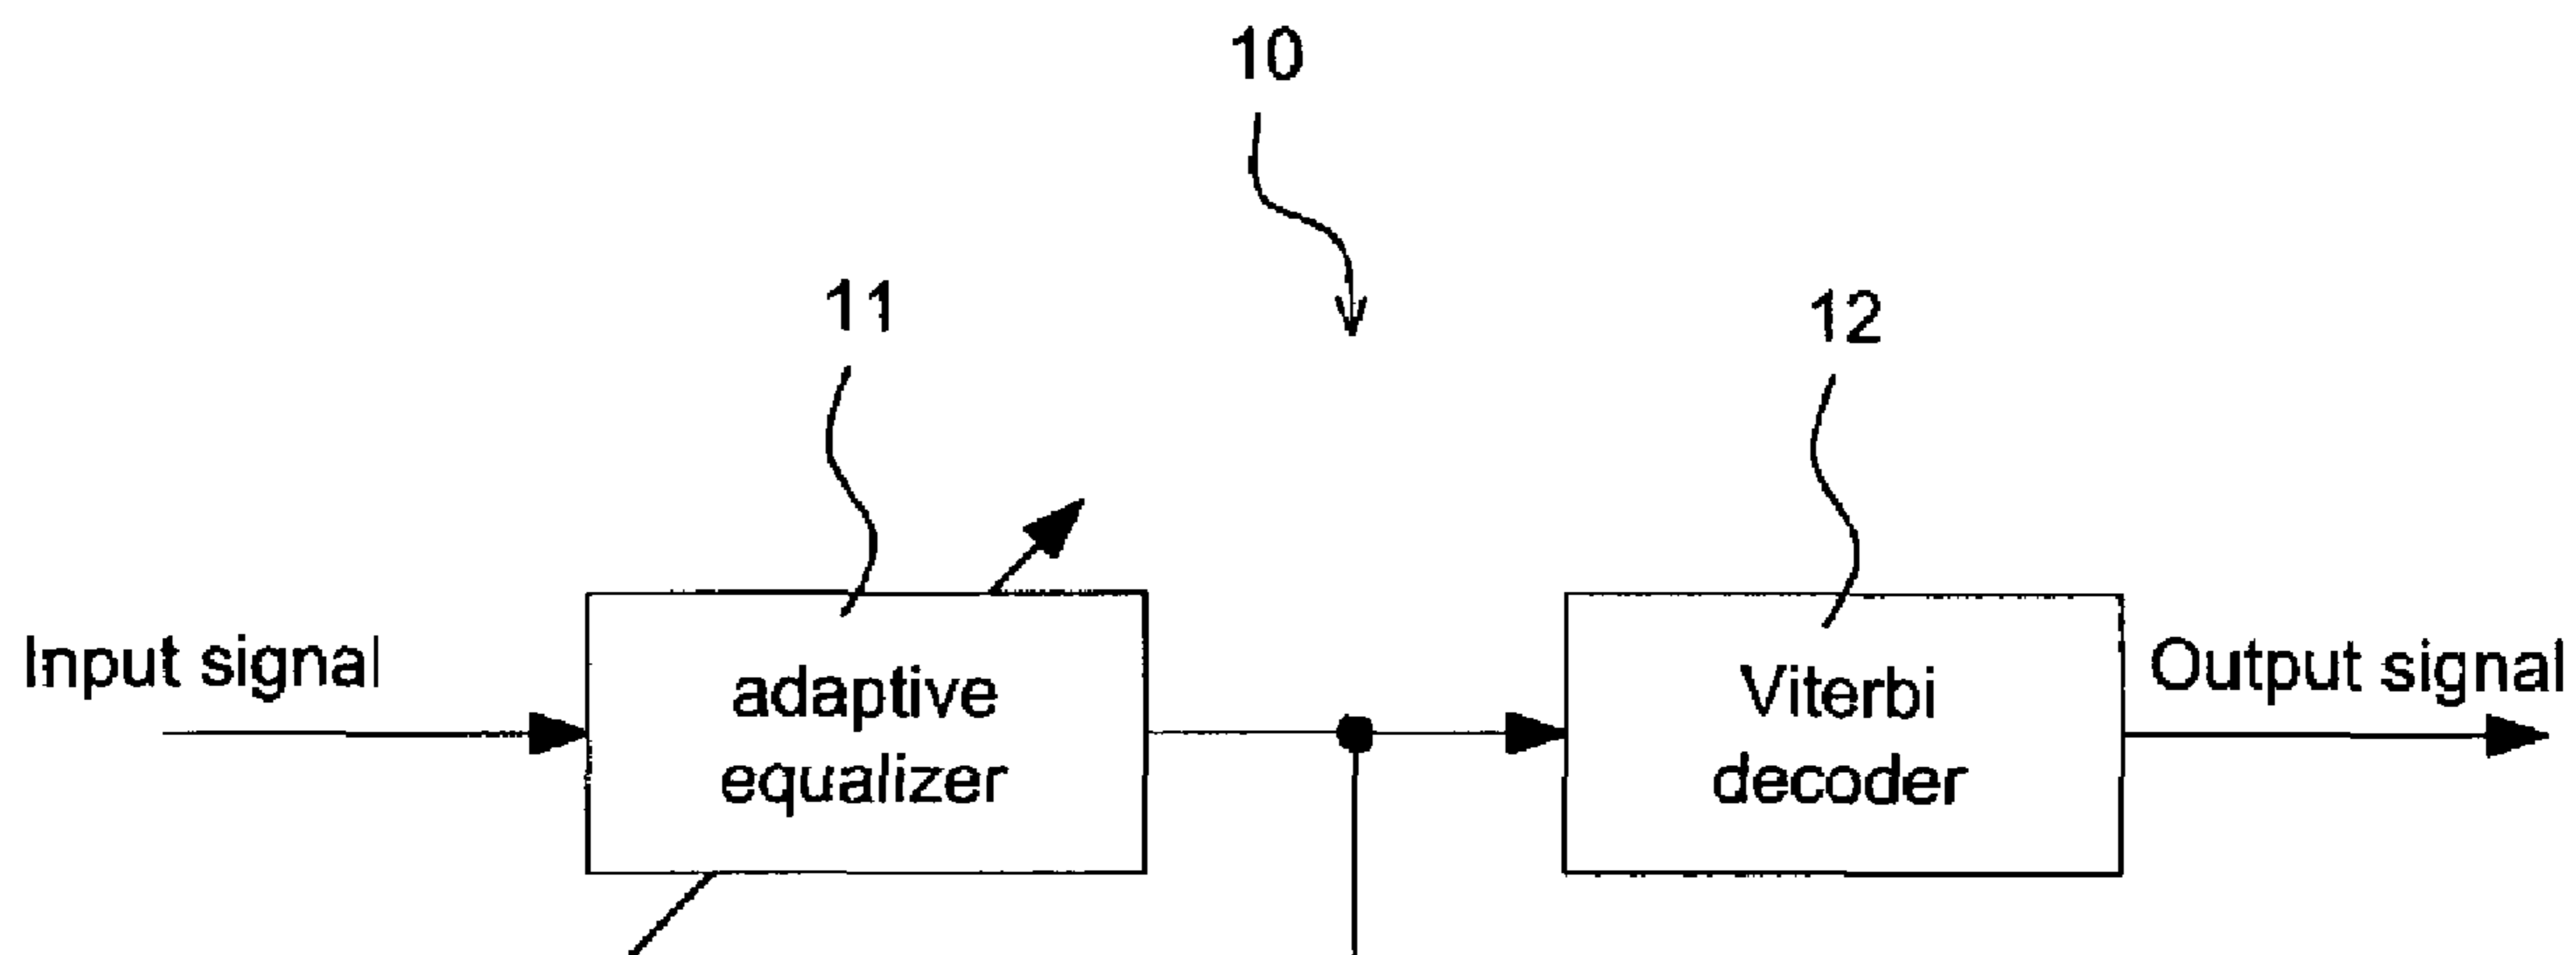 10
11
12
Input signal
adaptive
equalizer
Viterbi
decoder
Output signal